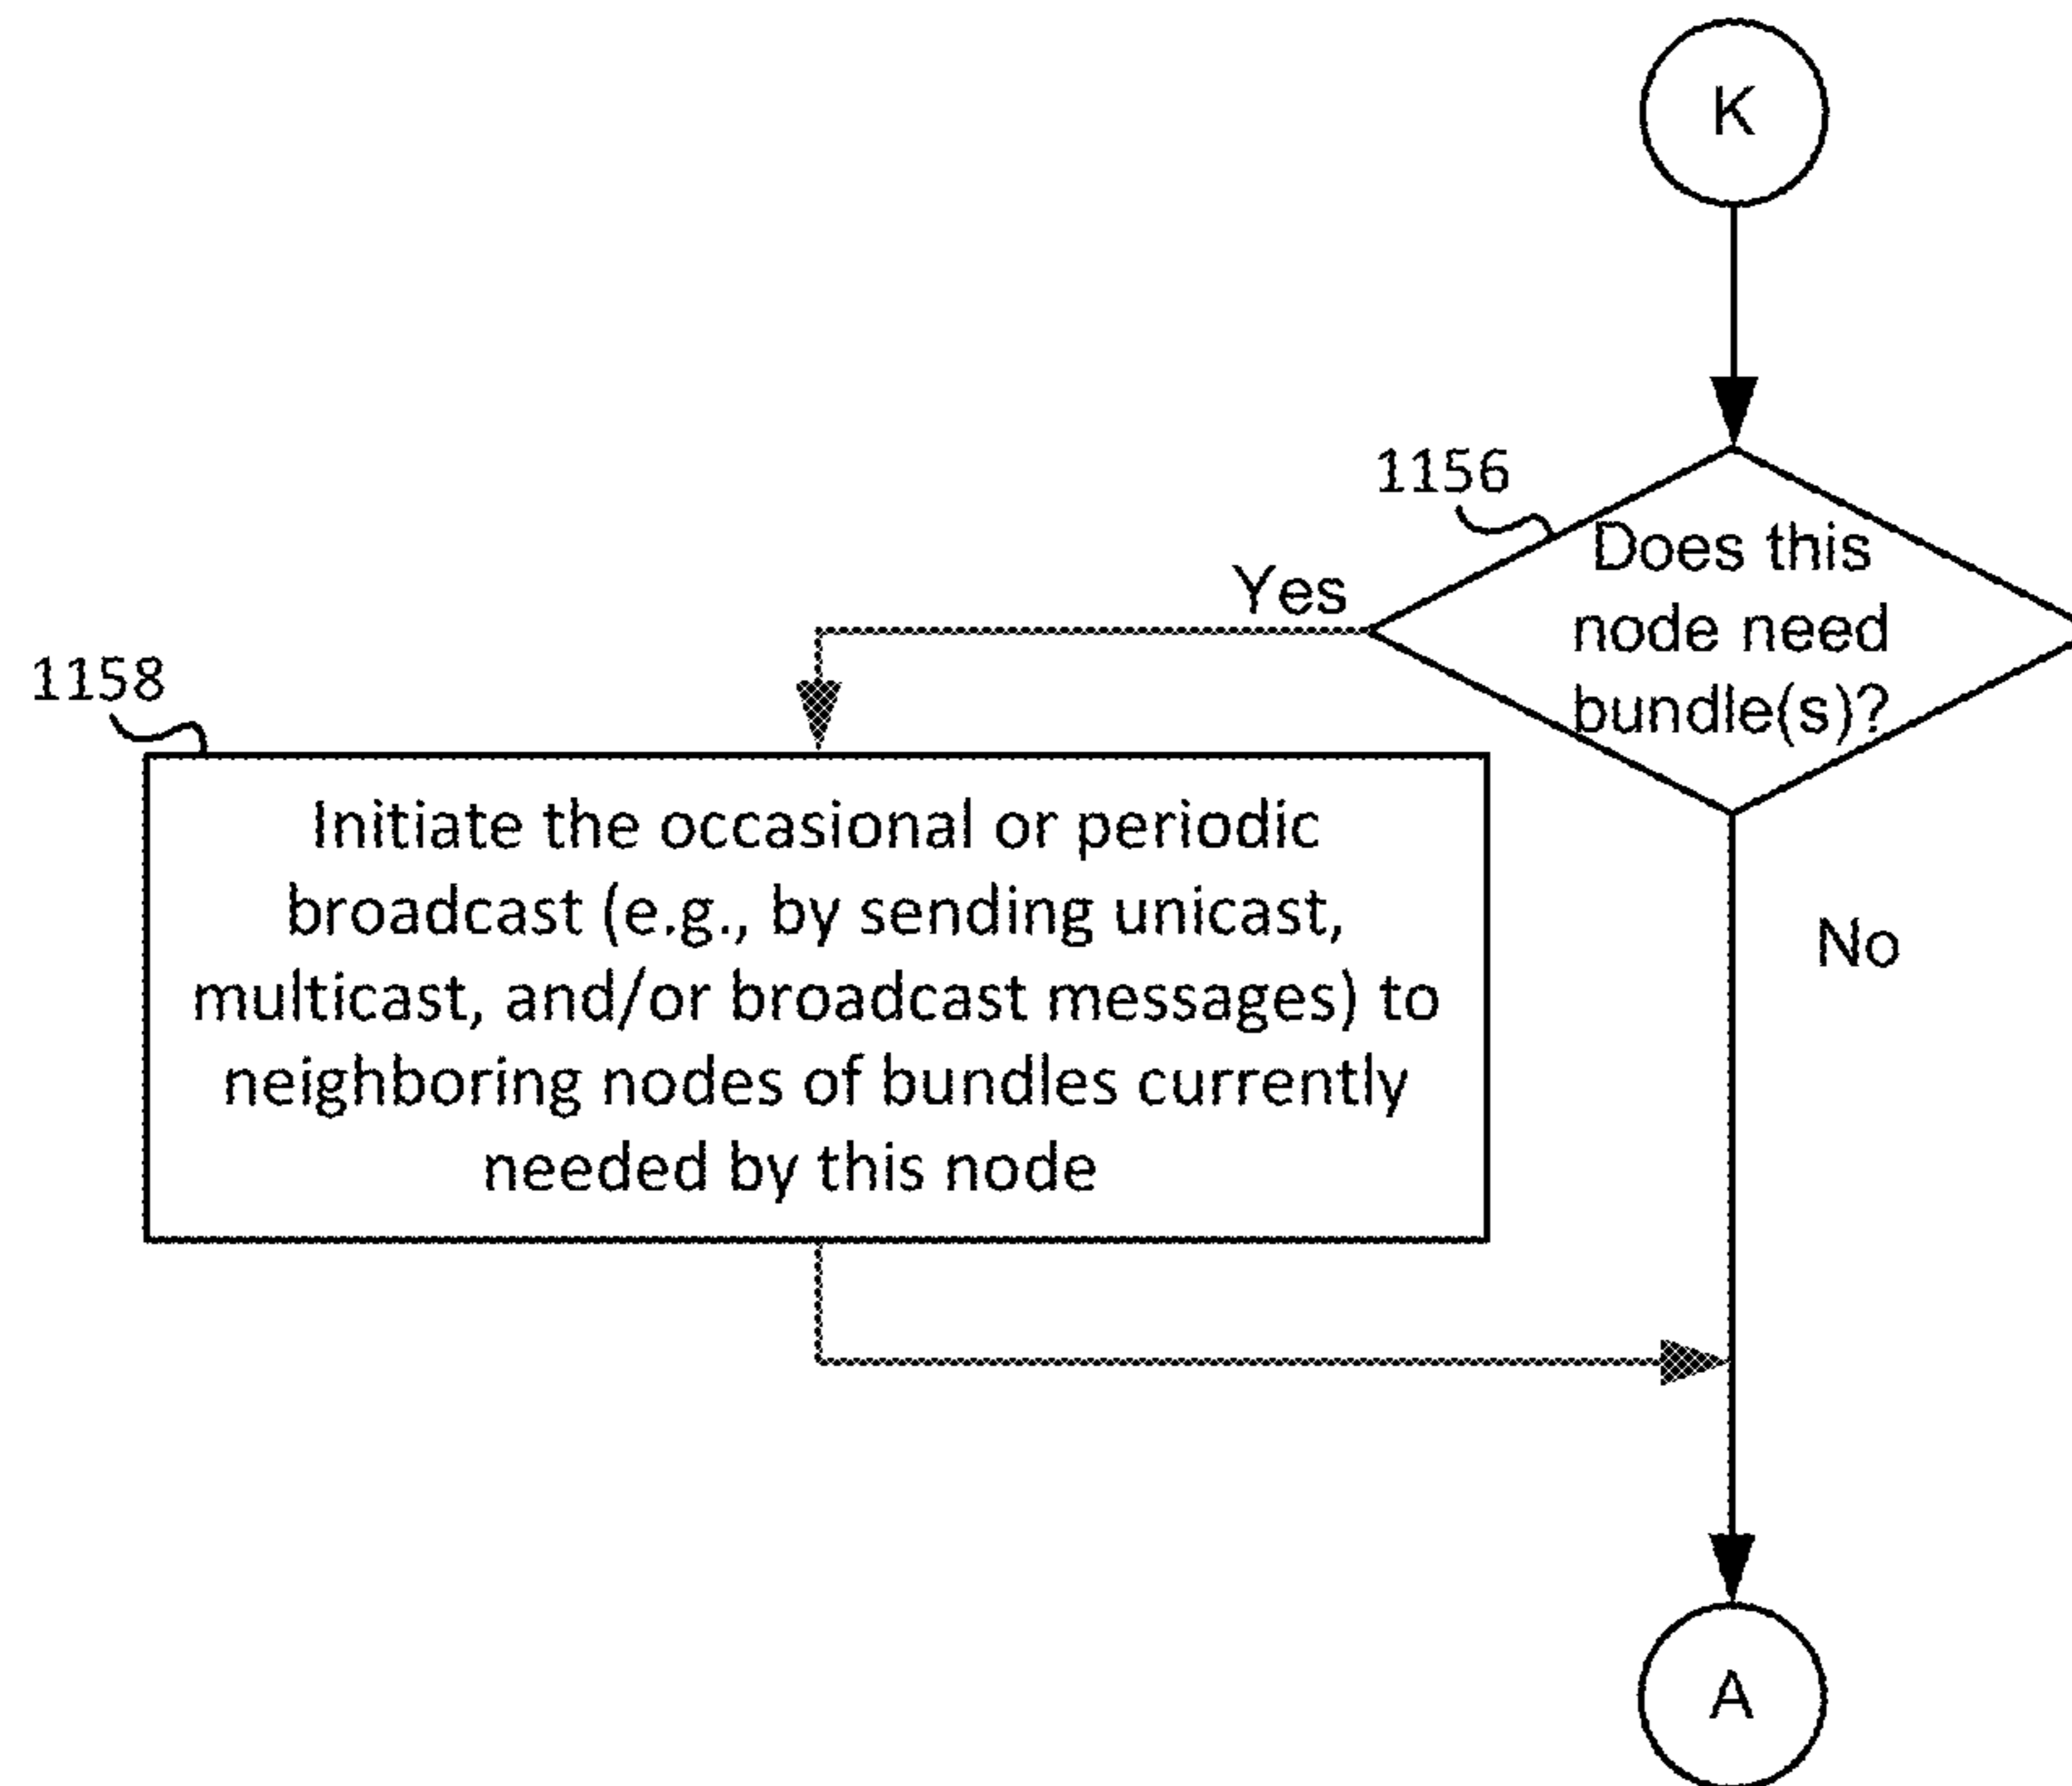 K
1156
Does this
node need
bundle(s)?
Yes
1158
Initiate the occasional or periodic
broadcast (e.g., by sending unicast,
multicast, and/or broadcast messages) to
neighboring nodes of bundles currently
needed by this node
No
A